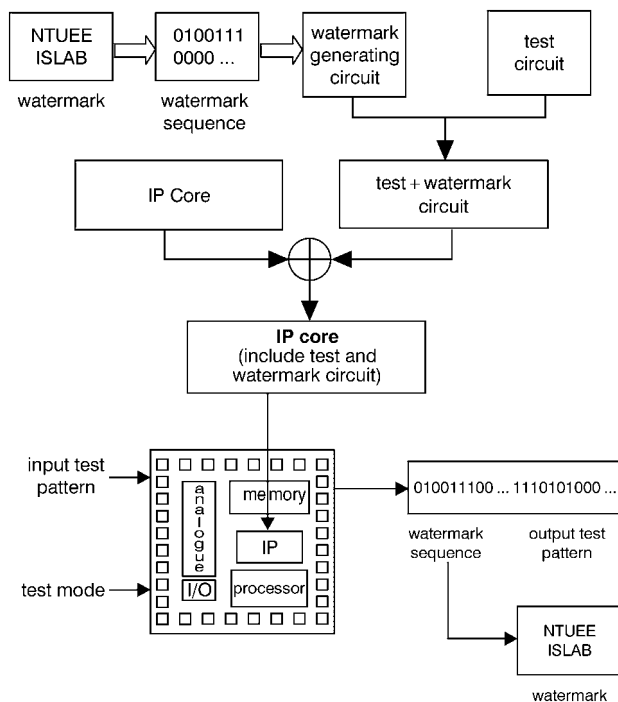 NTUEE
ISLAB
watermark
0100111
0000 ...
watermark
sequence
watermark
generating
circuit
test
circuit
IP Core
test + watermark
circuit
IP core
(include test and
watermark circuit)
input test
pattern
test mode
analogue
I/O
memory
IP
processor
010011100 ... 1110101000 ...
watermark
sequence
output test
pattern
NTUEE
ISLAB
watermark